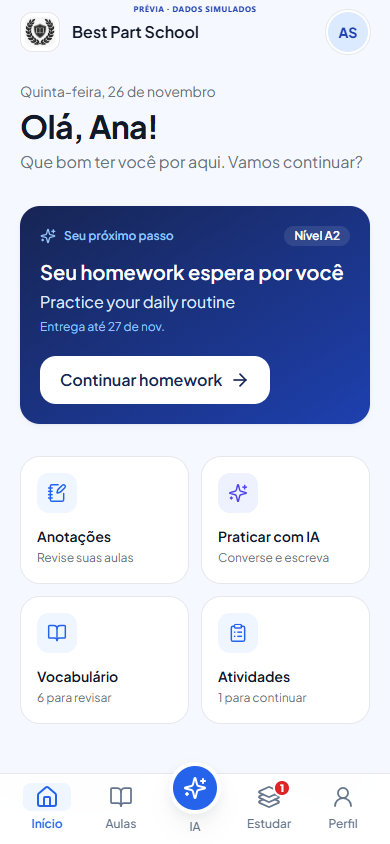 PRÉVIA - DADOS SIMULADOS
Best Part School
AS
Quinta-feira, 26 de novembro
Olá, Ana!
Que bom ter você por aqui. Vamos continuar?
Seu próximo passo
Nível A2
Seu homework espera por você
Practice your daily routine
Entrega até 27 de nov.
Continuar homework
Anotações
Revise suas aulas
Praticar com IA
Converse e escreva
Vocabulário
6 para revisar
Atividades
1 para continuar
Início
Aulas
IA
1
Estudar
Perfil